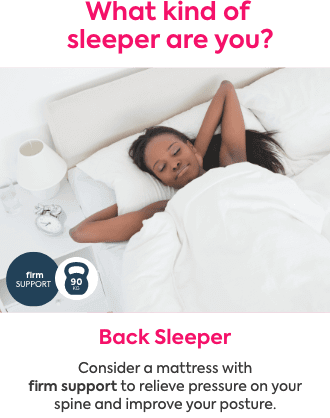 What kind of
sleeper are you?
firm
SUPPORT
90
KG
Back Sleeper
Consider a mattress with
firm support to relieve pressure on your
spine and improve your posture.